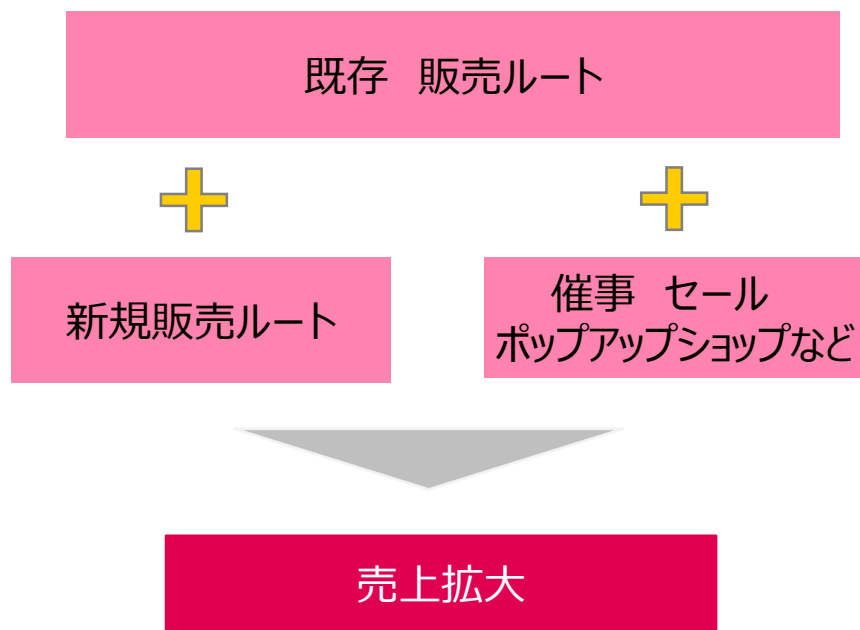 既存　販売ルート
新規販売ルート
催事　セール
ポップアップショップなど
売上拡大